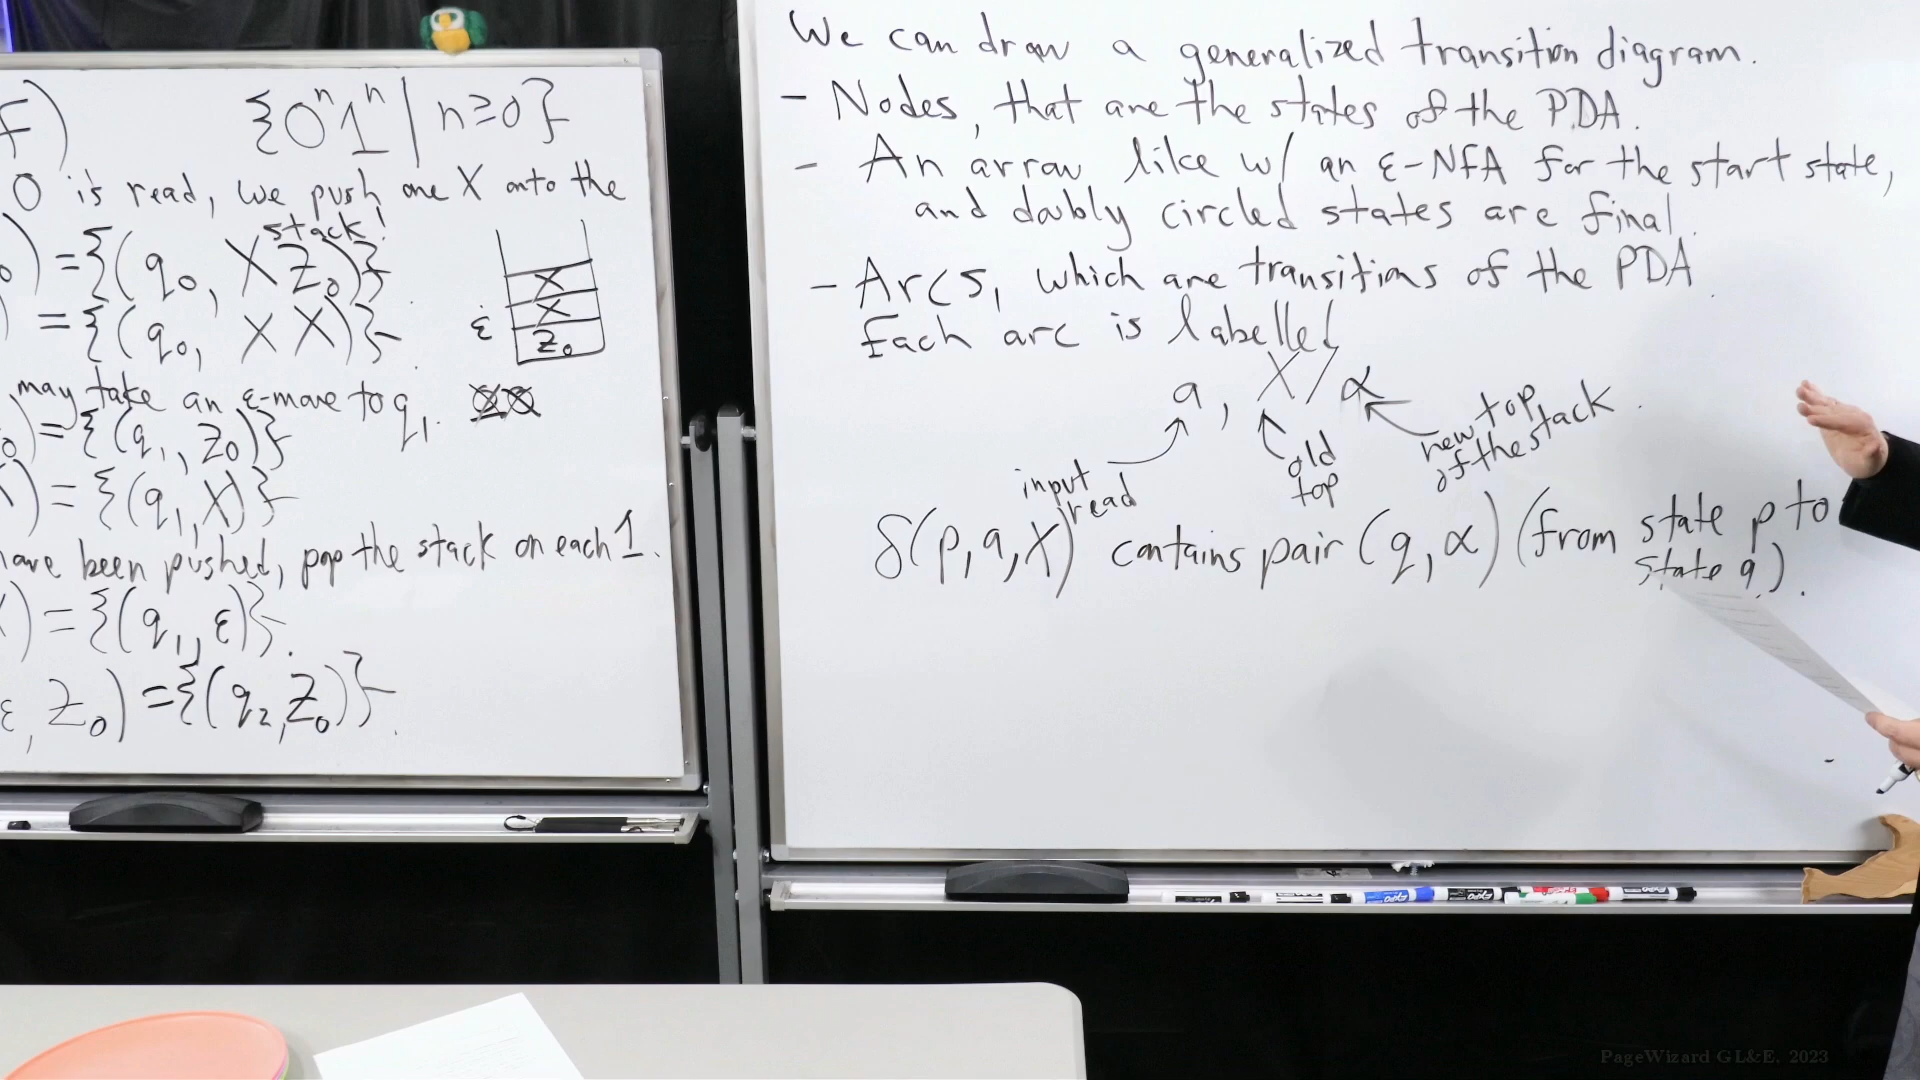 F)
{0ⁿ1ⁿ | n≥0}
0 is read, we push one X onto the
stack!
0) = {(q₀, XZ₀)}
) = {(q₀, XX)}
X
X
Z₀
ε
may take an ε-move to q₁.
0) = {(q₁, Z₀)}
) = {(q₁, X)}
have been pushed, pop the stack on each 1.
) = {(q₁, ε)}.
ε, Z₀) = {(q₂, Z₀)}.
We can draw a generalized transition diagram.
- Nodes, that are the states of the PDA.
- An arrow like w/ an ε-NFA for the start state,
and doubly circled states are final.
- Arcs, which are transitions of the PDA.
Each arc is labelled
a, X/α
input read
old top
new top of the stack.
δ(p,a,X) contains pair (q,α) (from state p to
state q).
PageWizard GL&E, 2023